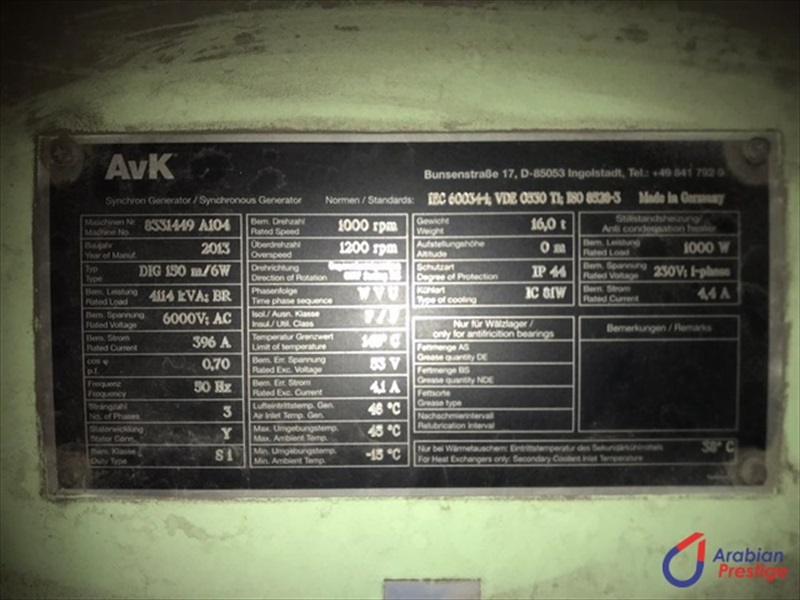 AvK
Bunsenstraße 17, D-85053 Ingolstadt, Tel.: +49 841 792 0
Synchron Generator / Synchronous Generator Normen / Standards: IEC 60034-1; VDE 0530 T1; ISO 8528-3 Made in Germany
Maschinen Nr.
Machine No. 8331449 A104
Baujahr
Year of Manuf. 2013
Typ
Type DIG 150 m/6W
Bem. Leistung
Rated Load 4114 kVA; BR
Bem. Spannung
Rated Voltage 6000V; AC
Bem. Strom
Rated Current 396 A
cos φ
p.f. 0,70
Frequenz
Frequency 50 Hz
Strangzahl
No. of Phases 3
Statorwicklung
Stator Conn. Y
Bem. Klasse
Duty Type S1
Bem. Drehzahl
Rated Speed 1000 rpm
Überdrehzahl
Overspeed 1200 rpm
Drehrichtung
Direction of Rotation
Phasenfolge
Time phase sequence W V U
Isol./ Ausn. Klasse
Insul./ Util. Class F / F
Temperatur Grenzwert
Limit of temperature
Bem. Err. Spannung
Rated Exc. Voltage 53 V
Bem. Err. Strom
Rated Exc. Current 4,1 A
Lufteintrittstemp. Gen.
Air Inlet Temp. Gen. 46 °C
Max. Umgebungstemp.
Max. Ambient Temp. 45 °C
Min. Umgebungstemp.
Min. Ambient Temp. -15 °C
Gewicht
Weight 16,0 t
Aufstellungshöhe
Altitude 0 m
Schutzart
Degree of Protection IP 44
Kühlart
Type of cooling IC 81W
Stillstandsheizung/
Anti condensation heater
Bem. Leistung
Rated Load 1000 W
Bem. Spannung
Rated Voltage 230V; 1-phase
Bem. Strom
Rated Current 4,4 A
Nur für Wälzlager /
only for antifricition bearings
Fettmenge AS
Grease quantity DE
Fettmenge BS
Grease quantity NDE
Fettsorte
Grease type
Nachschmierintervall
Relubrication Interval
Bemerkungen / Remarks
Nur bei Wärmetauschern: Eintrittstemperatur des Sekundärkühlmittels
For Heat Exchangers only: Secondary Coolant Inlet Temperature 38° C
Arabian
Prestige